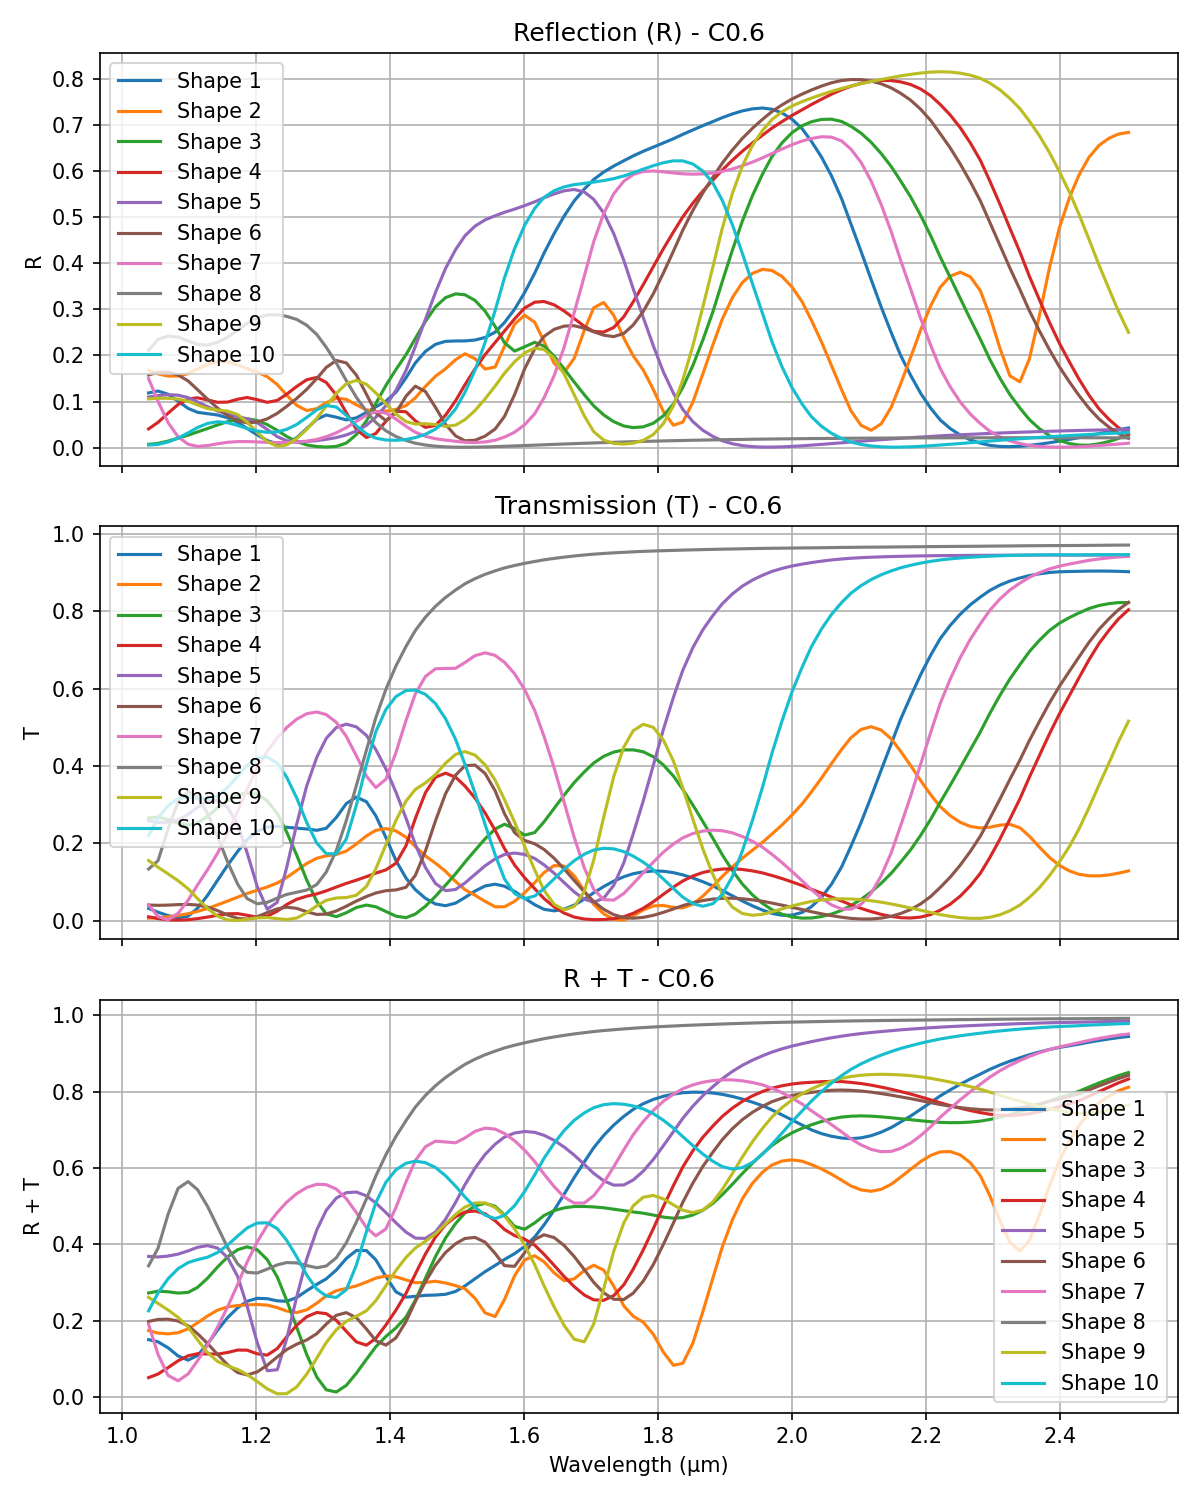 Reflection (R) - C0.6
0.8
0.7
0.6
0.5
0.4
0.3
0.2
0.1
0.0
R
Shape 1
Shape 2
Shape 3
Shape 4
Shape 5
Shape 6
Shape 7
Shape 8
Shape 9
Shape 10
Transmission (T) - C0.6
1.0
0.8
0.6
0.4
0.2
0.0
T
Shape 1
Shape 2
Shape 3
Shape 4
Shape 5
Shape 6
Shape 7
Shape 8
Shape 9
Shape 10
R + T - C0.6
1.0
0.8
0.6
0.4
0.2
0.0
R + T
Shape 1
Shape 2
Shape 3
Shape 4
Shape 5
Shape 6
Shape 7
Shape 8
Shape 9
Shape 10
1.0 1.2 1.4 1.6 1.8 2.0 2.2 2.4
Wavelength (μm)